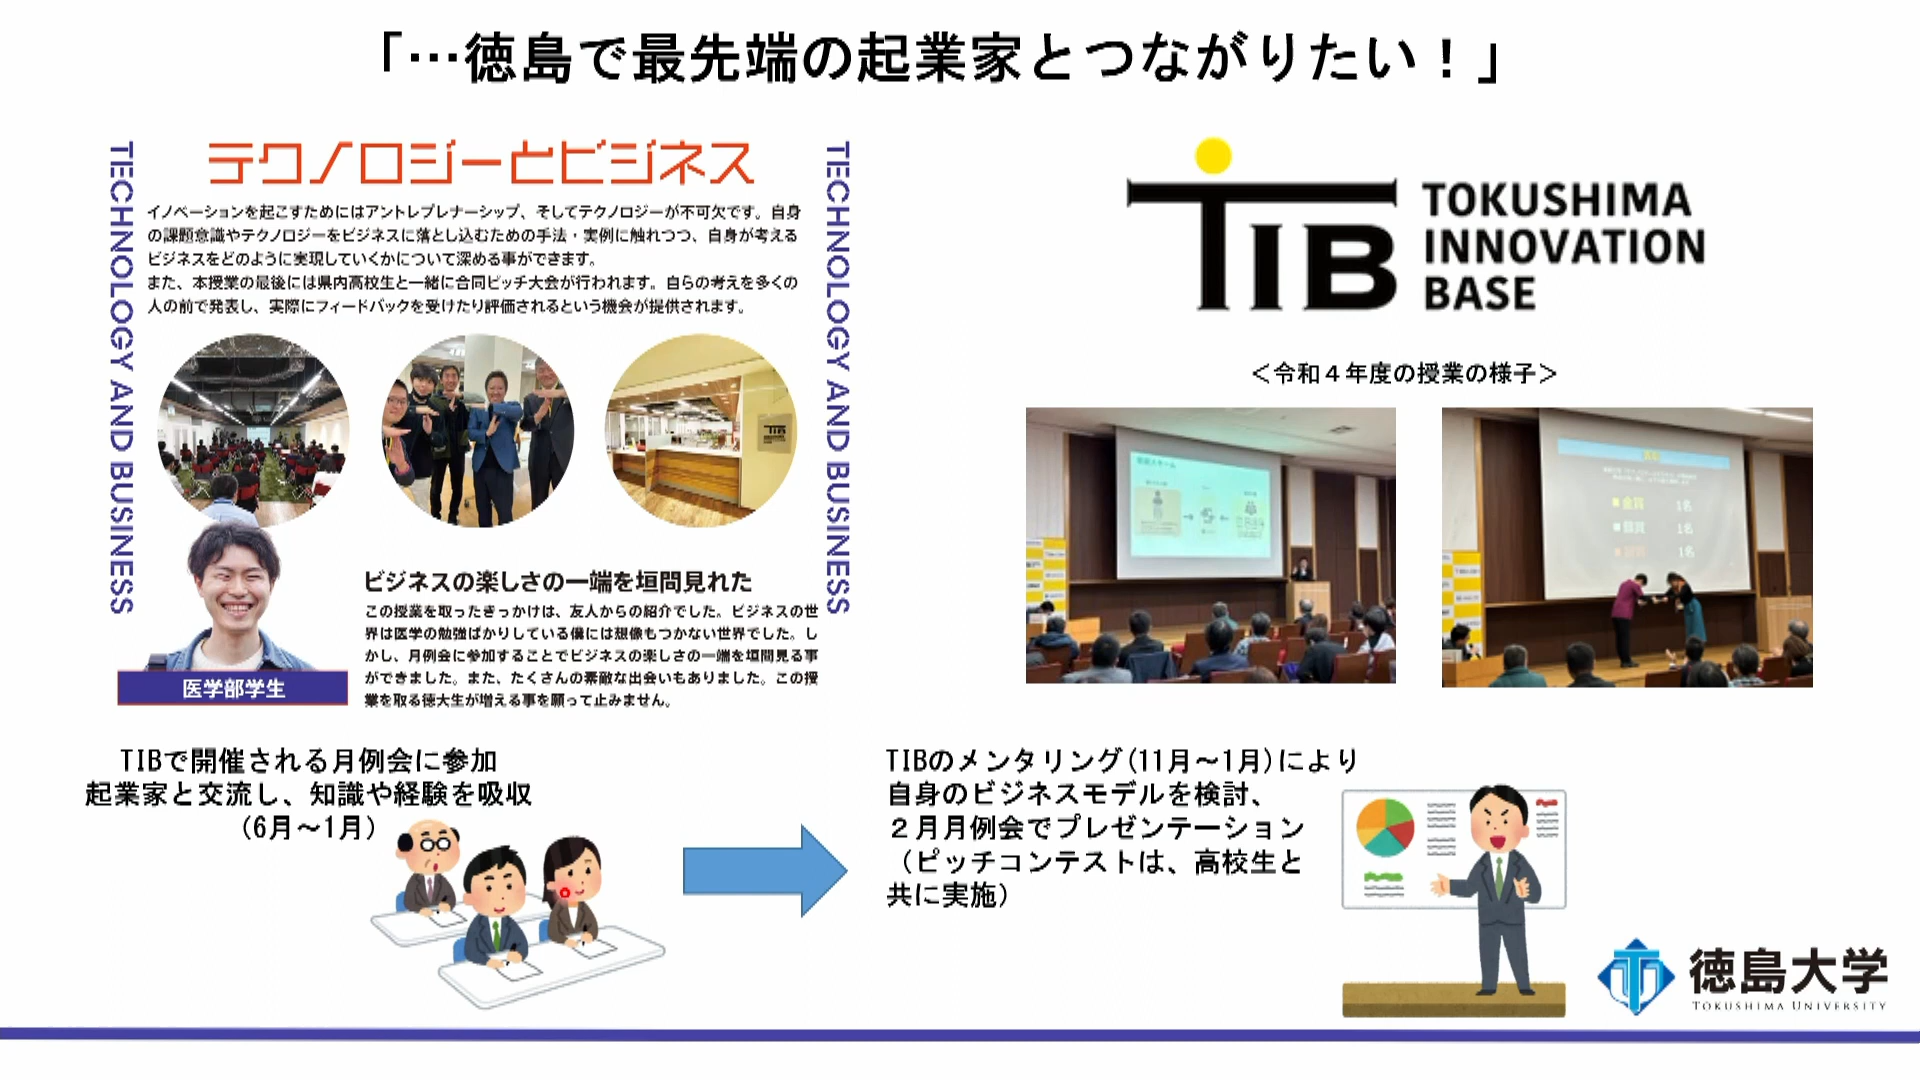 「…徳島で最先端の起業家とつながりたい！」
TECHNOLOGY AND BUSINESS
テクノロジーとビジネス
イノベーションを起こすためにはアントレプレナーシップ、そしてテクノロジーが不可欠です。自身
の課題意識やテクノロジーをビジネスに落とし込むための手法・実例に触れつつ、自身が考える
ビジネスをどのように実現していくかについて深める事ができます。
また、本授業の最後には県内高校生と一緒に合同ピッチ大会が行われます。自らの考えを多くの
人の前で発表し、実際にフィードバックを受けたり評価されるという機会が提供されます。
TECHNOLOGY AND BUSINESS
TIB
医学部学生
ビジネスの楽しさの一端を垣間見れた
この授業を取ったきっかけは、友人からの紹介でした。ビジネスの世
界は医学の勉強ばかりしている僕には想像もつかない世界でした。し
かし、月例会に参加することでビジネスの楽しさの一端を垣間見る事
ができました。また、たくさんの素敵な出会いもありました。この授
業を取る徳大生が増える事を願って止みません。
TIB
TOKUSHIMA
INNOVATION
BASE
＜令和４年度の授業の様子＞
金賞 1名
銀賞 1名
銅賞 1名
TIBで開催される月例会に参加
起業家と交流し、知識や経験を吸収
（6月～1月）
TIBのメンタリング(11月～1月)により
自身のビジネスモデルを検討、
２月月例会でプレゼンテーション
（ピッチコンテストは、高校生と
共に実施）
徳島大学
TOKUSHIMA UNIVERSITY